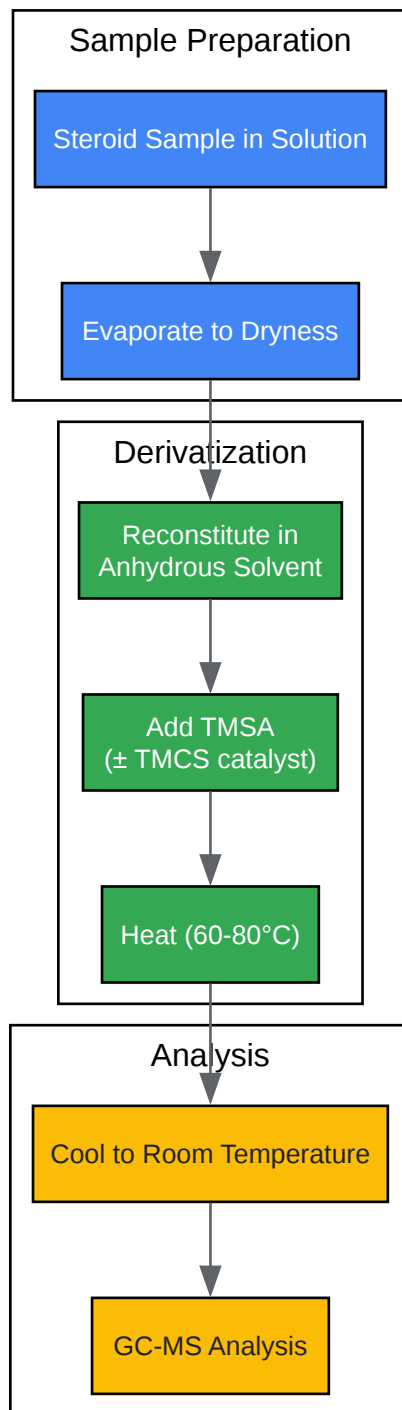 Sample Preparation
Steroid Sample in Solution
Evaporate to Dryness
Derivatization
Reconstitute in
Anhydrous Solvent
Add TMSA
(± TMCS catalyst)
Heat (60-80°C)
Analysis
Cool to Room Temperature
GC-MS Analysis